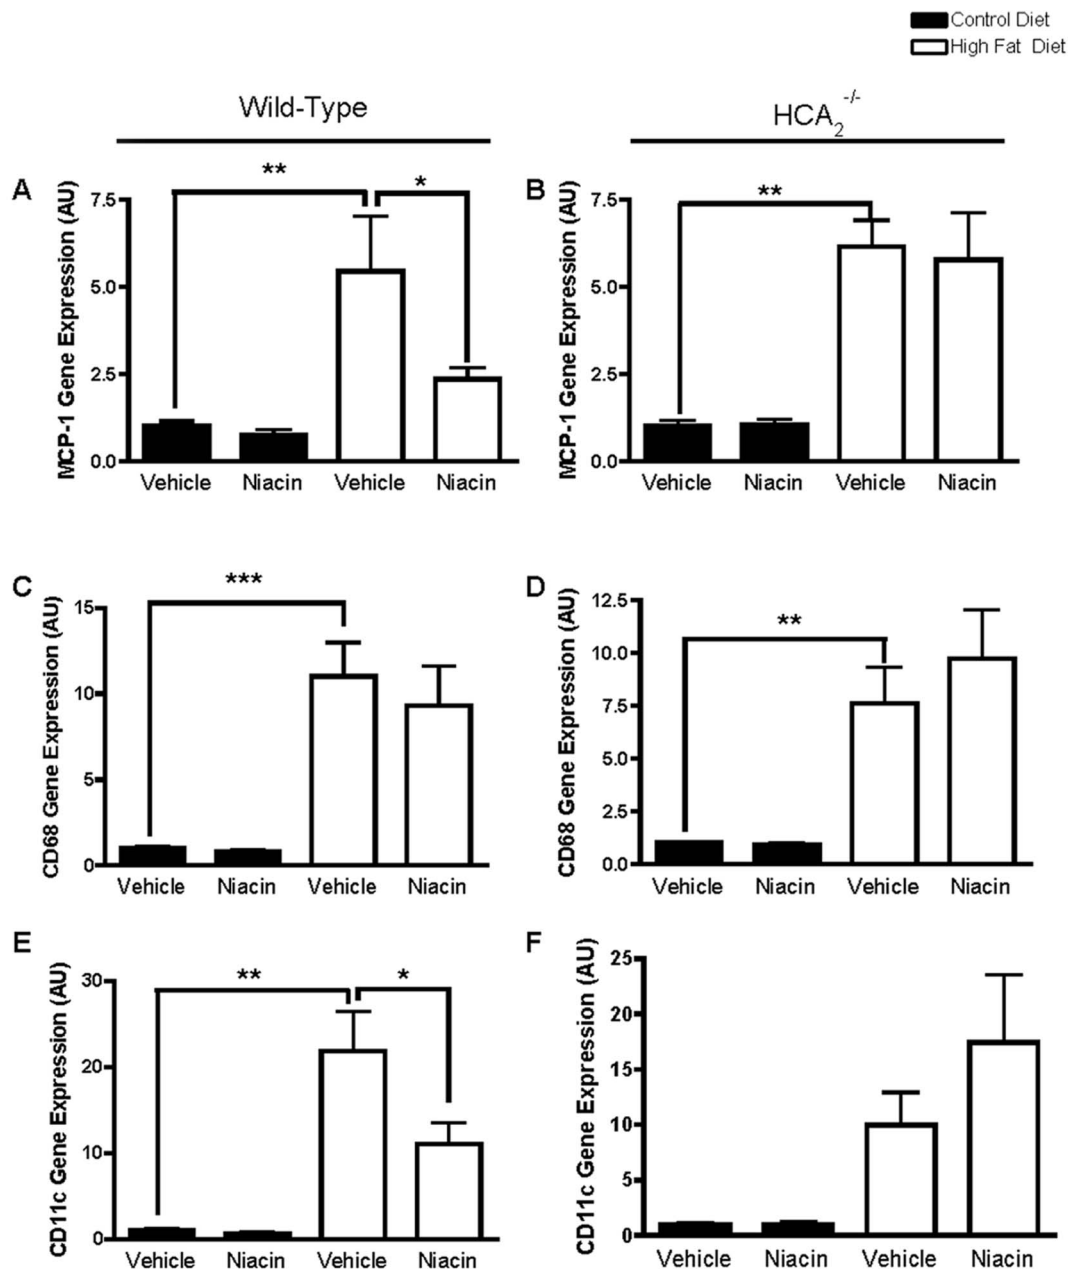 Control Diet
High Fat Diet
Wild-Type
HCA2-/-
A
**
*
MCP-1 Gene Expression (AU)
7.5
5.0
2.5
0.0
Vehicle Niacin Vehicle Niacin
B
**
MCP-1 Gene Expression (AU)
7.5
5.0
2.5
0.0
Vehicle Niacin Vehicle Niacin
C
***
CD68 Gene Expression (AU)
15
10
5
0
Vehicle Niacin Vehicle Niacin
D
**
CD68 Gene Expression (AU)
12.5
10.0
7.5
5.0
2.5
0.0
Vehicle Niacin Vehicle Niacin
E
**
*
CD11c Gene Expression (AU)
30
20
10
0
Vehicle Niacin Vehicle Niacin
F
CD11c Gene Expression (AU)
25
20
15
10
5
0
Vehicle Niacin Vehicle Niacin